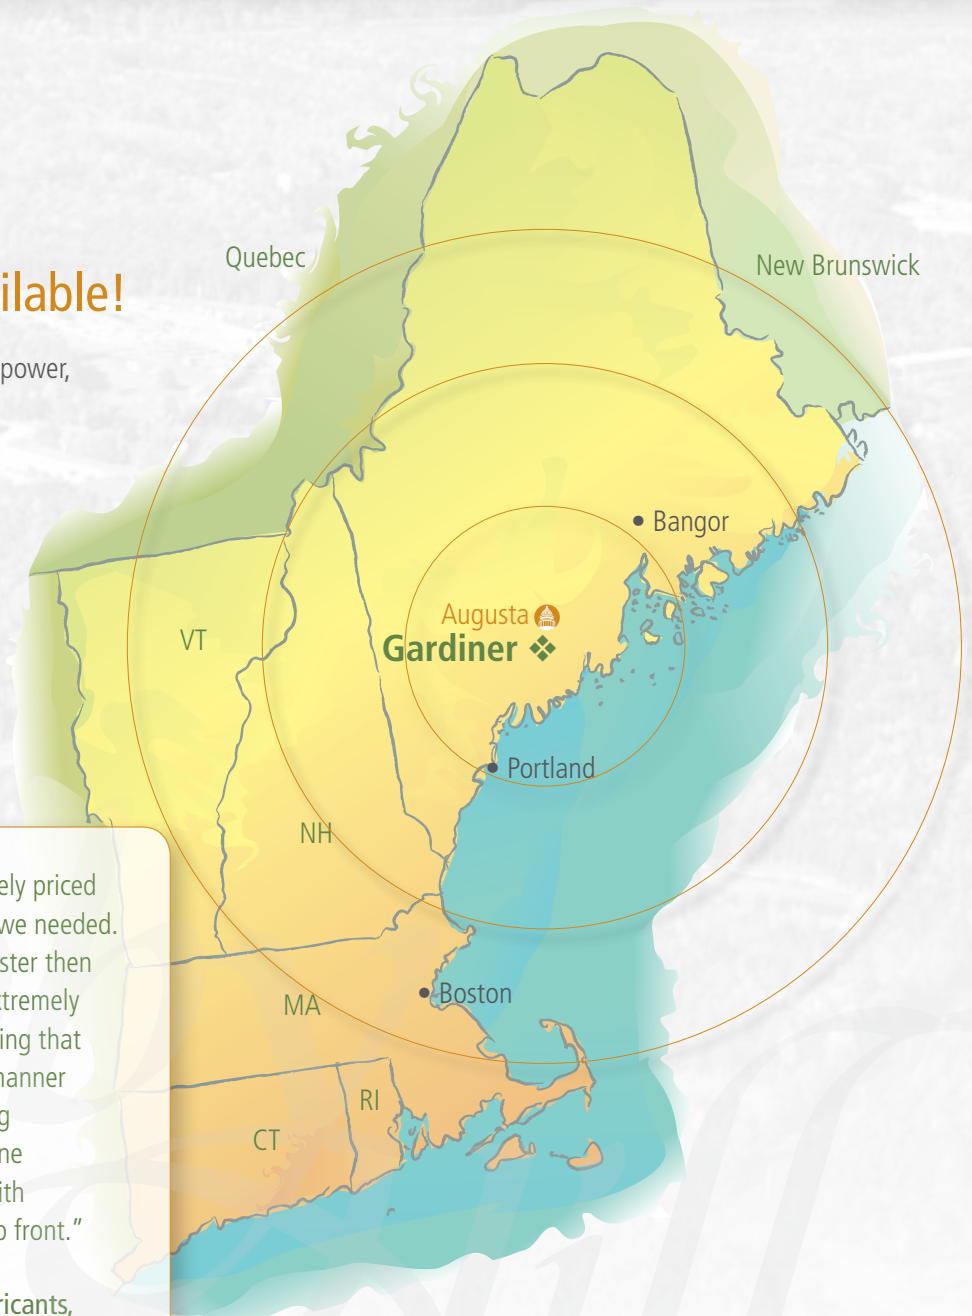 Quebec
New Brunswick
ilable!
power,
Bangor
Augusta
Gardiner
VT
Portland
NH
ely priced
we needed.
ster then
xtremely
ing that
nanner
g
ne
ith
o front.”
ricants,
MA
Boston
RI
CT